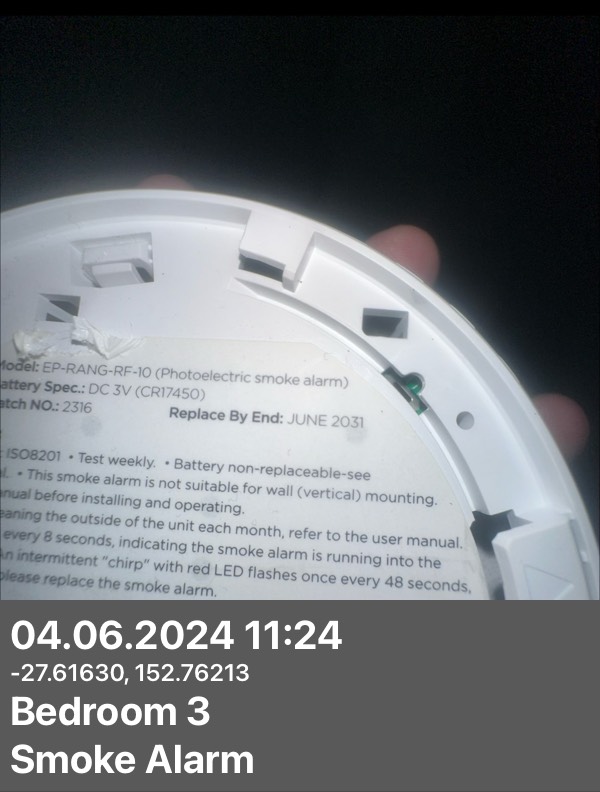 Model: EP-RANG-RF-10 (Photoelectric smoke alarm)
Battery Spec.: DC 3V (CR17450)
Batch NO.: 2316
Replace By End: JUNE 2031
: ISO8201 • Test weekly. • Battery non-replaceable-see
• This smoke alarm is not suitable for wall (vertical) mounting.
before installing and operating.
the outside of the unit each month, refer to the user manual.
every 8 seconds, indicating the smoke alarm is running into the
An intermittent "chirp" with red LED flashes once every 48 seconds,
please replace the smoke alarm.
04.06.2024 11:24
-27.61630, 152.76213
Bedroom 3
Smoke Alarm